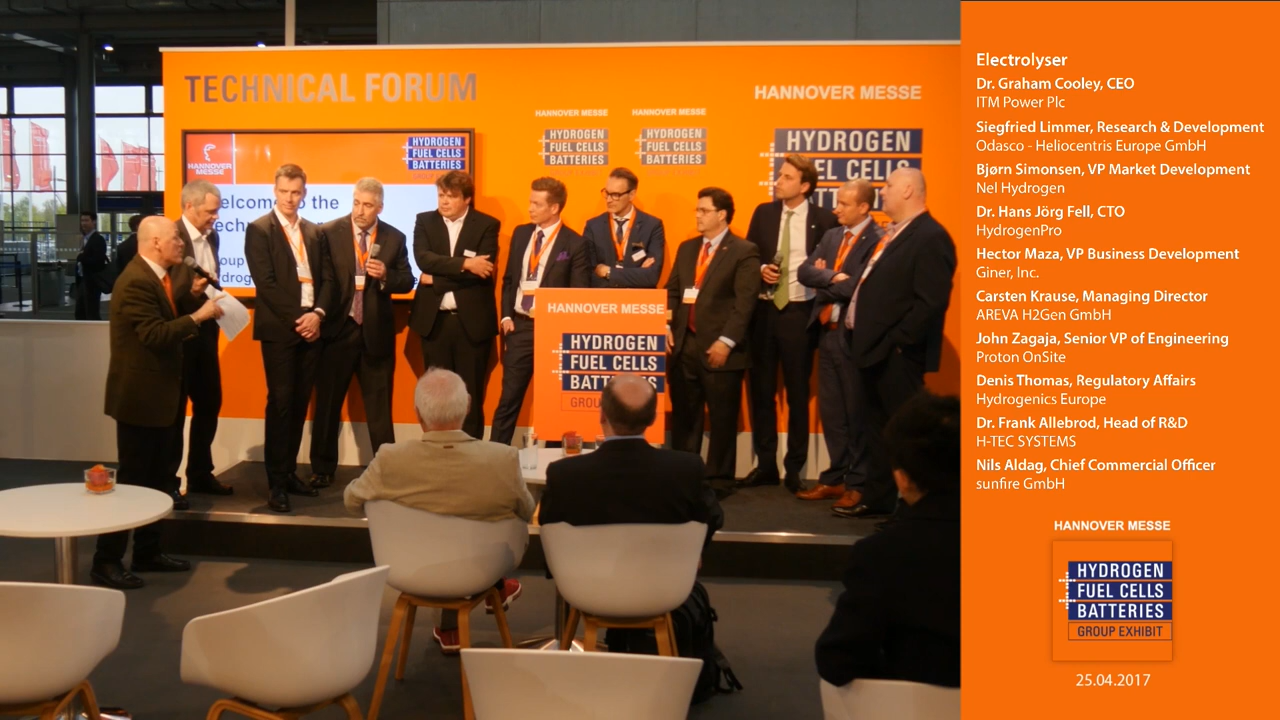 TECHNICAL FORUM
HANNOVER MESSE
HANNOVER MESSE
HANNOVER MESSE
HYDROGEN
FUEL CELLS
BATTERIES
HYDROGEN
FUEL CELLS
BATTERIES
HYDROGEN
FUEL CELLS
HANNOVER
MESSE
HYDROGEN
FUEL CELLS
BATTERIES
elcome to the
HANNOVER MESSE
HYDROGEN
FUEL CELLS
Electrolyser
Dr. Graham Cooley, CEO
ITM Power Plc
Siegfried Limmer, Research & Development
Odasco - Heliocentris Europe GmbH
Bjørn Simonsen, VP Market Development
Nel Hydrogen
Dr. Hans Jörg Fell, CTO
HydrogenPro
Hector Maza, VP Business Development
Giner, Inc.
Carsten Krause, Managing Director
AREVA H2Gen GmbH
John Zagaja, Senior VP of Engineering
Proton OnSite
Denis Thomas, Regulatory Affairs
Hydrogenics Europe
Dr. Frank Allebrod, Head of R&D
H-TEC SYSTEMS
Nils Aldag, Chief Commercial Officer
sunfire GmbH
HANNOVER MESSE
HYDROGEN
FUEL CELLS
BATTERIES
GROUP EXHIBIT
25.04.2017